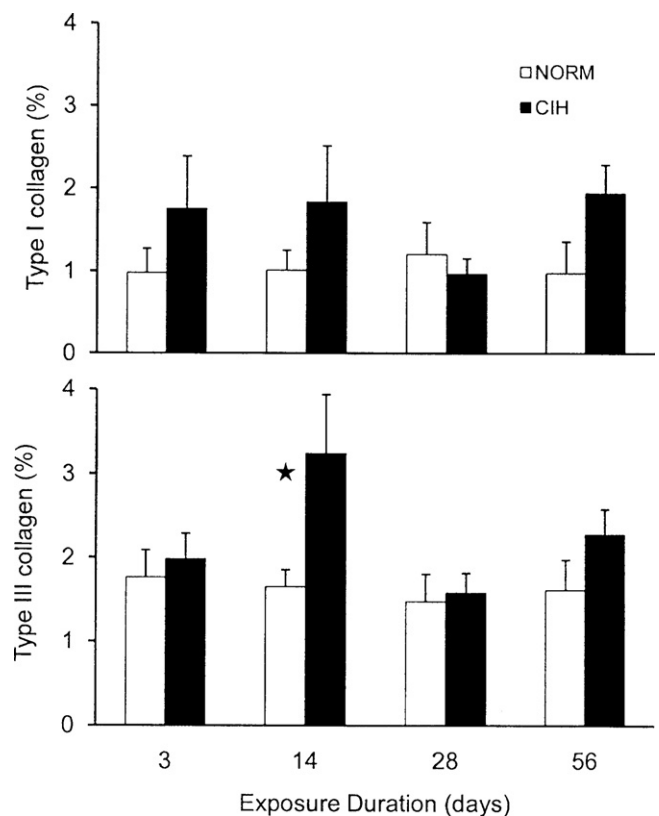 4
3
2
1
0
Type I collagen (%)
NORM
CIH
4
3
2
1
0
Type III collagen (%)
★
3 14 28 56
Exposure Duration (days)